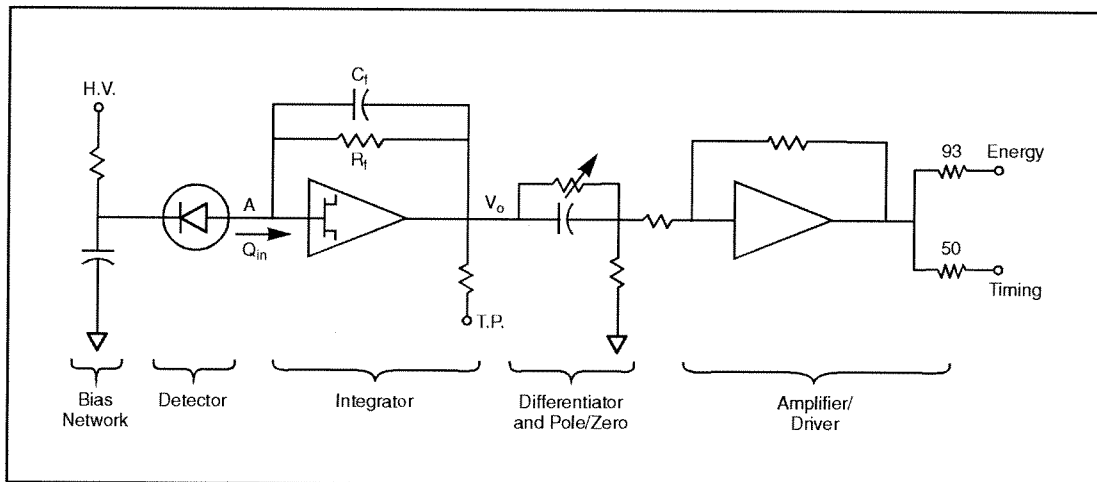 H.V.
C_f
R_f
A
Q_in
V_o
T.P.
93
Energy
50
Timing
Bias
Network
Detector
Integrator
Differentiator
and Pole/Zero
Amplifier/
Driver